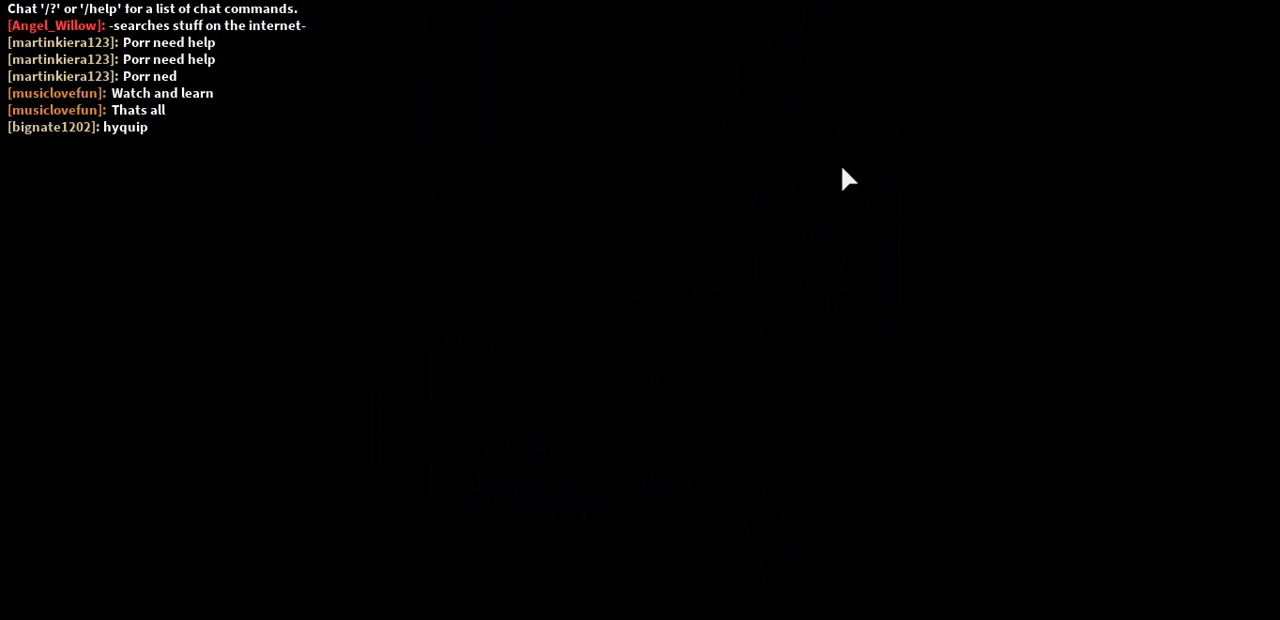 Chat '/?' or '/help' for a list of chat commands.
[Angel_Willow]: -searches stuff on the internet-
[martinkiera123]: Porr need help
[martinkiera123]: Porr need help
[martinkiera123]: Porr ned
[musiclovefun]: Watch and learn
[musiclovefun]: Thats all
[bignate1202]: hyquip